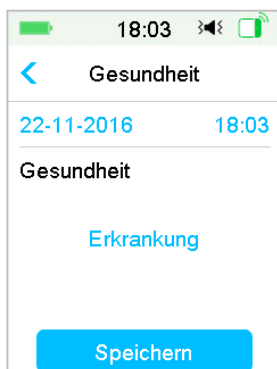 18:03
Gesundheit
22-11-2016 18:03
Gesundheit
Erkrankung
Speichern